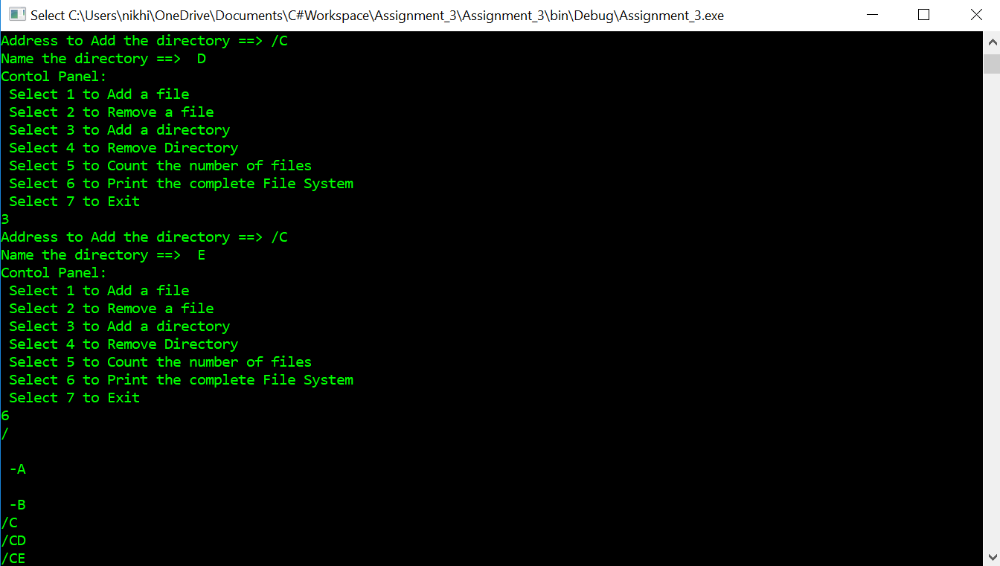 Select C:\Users\nikhi\OneDrive\Documents\C#Workspace\Assignment_3\Assignment_3\bin\Debug\Assignment_3.exe
Address to Add the directory ==> /C
Name the directory ==>  D
Contol Panel:
 Select 1 to Add a file
 Select 2 to Remove a file
 Select 3 to Add a directory
 Select 4 to Remove Directory
 Select 5 to Count the number of files
 Select 6 to Print the complete File System
 Select 7 to Exit
3
Address to Add the directory ==> /C
Name the directory ==>  E
Contol Panel:
 Select 1 to Add a file
 Select 2 to Remove a file
 Select 3 to Add a directory
 Select 4 to Remove Directory
 Select 5 to Count the number of files
 Select 6 to Print the complete File System
 Select 7 to Exit
6
/
 -A
 -B
/C
/CD
/CE